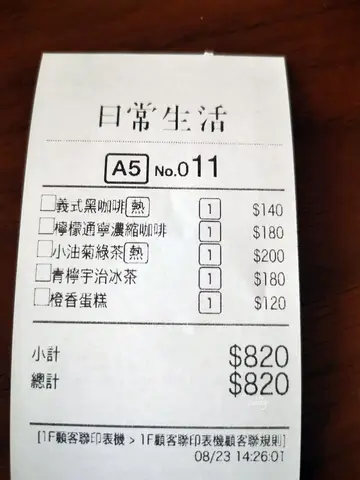 日常生活
A5 No.011
義式黑咖啡 熱 1 $140
檸檬通寧濃縮咖啡 1 $180
小油菊綠茶 熱 1 $200
青檸宇治冰茶 1 $180
橙香蛋糕 1 $120
小計 $820
總計 $820
[1F顧客聯印表機 > 1F顧客聯印表機顧客聯規則]
08/23 14:26:01